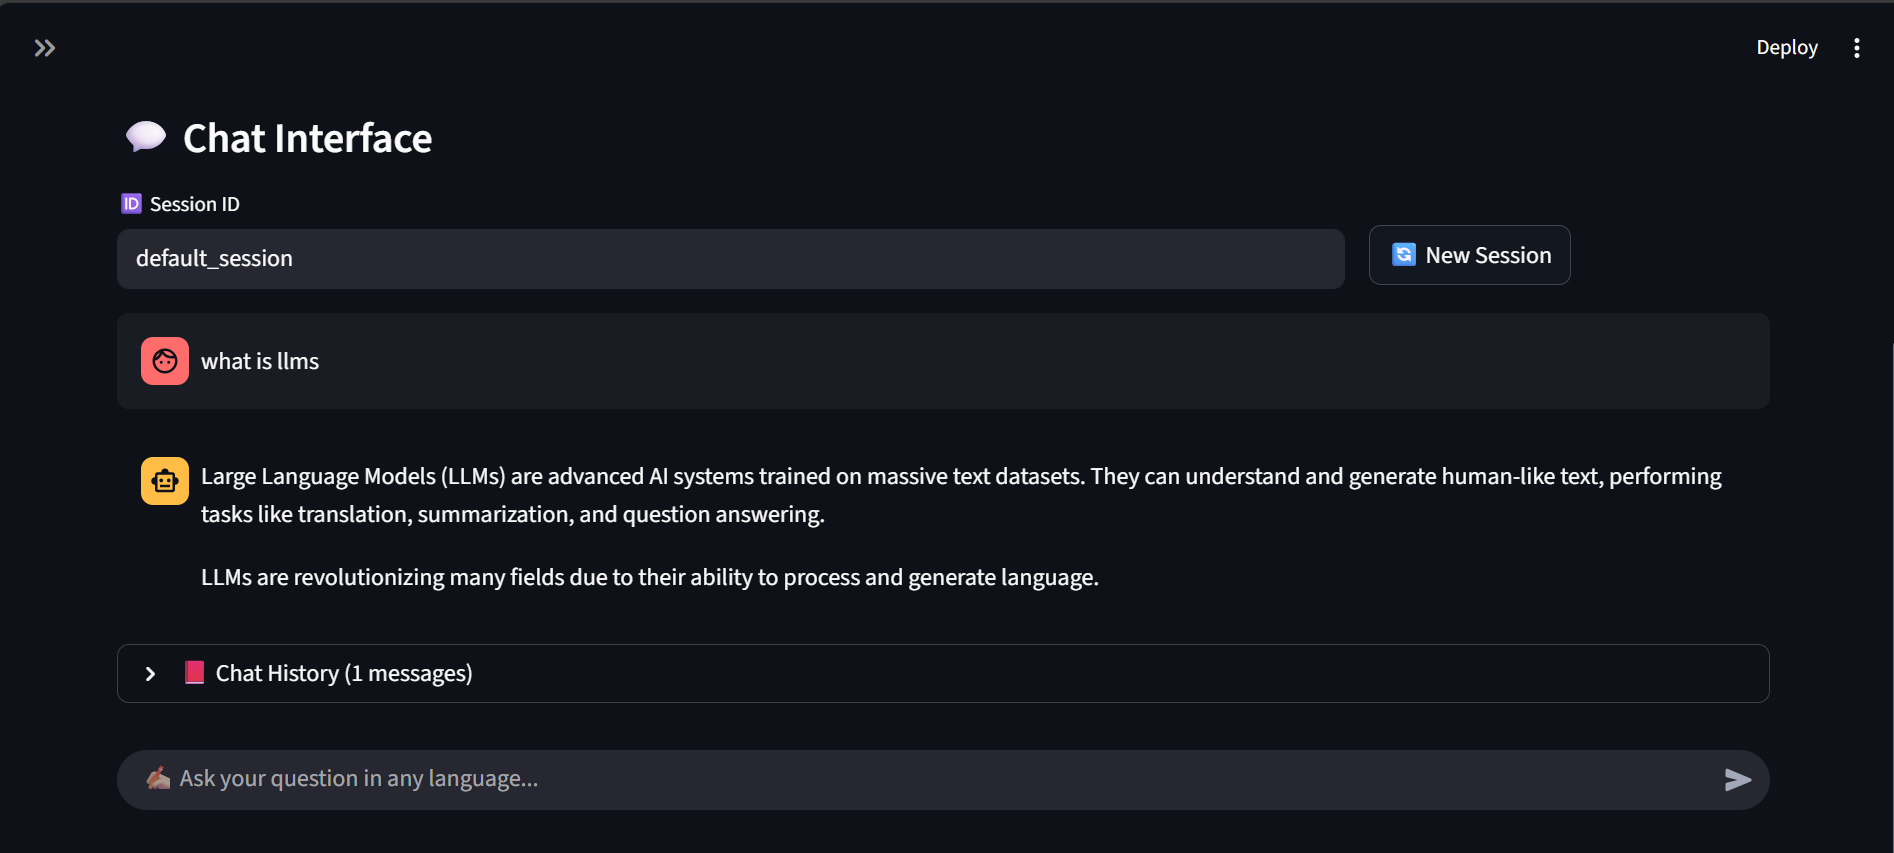 Deploy
Chat Interface
ID Session ID
default_session
New Session
what is llms
Large Language Models (LLMs) are advanced AI systems trained on massive text datasets. They can understand and generate human-like text, performing
tasks like translation, summarization, and question answering.
LLMs are revolutionizing many fields due to their ability to process and generate language.
Chat History (1 messages)
Ask your question in any language...